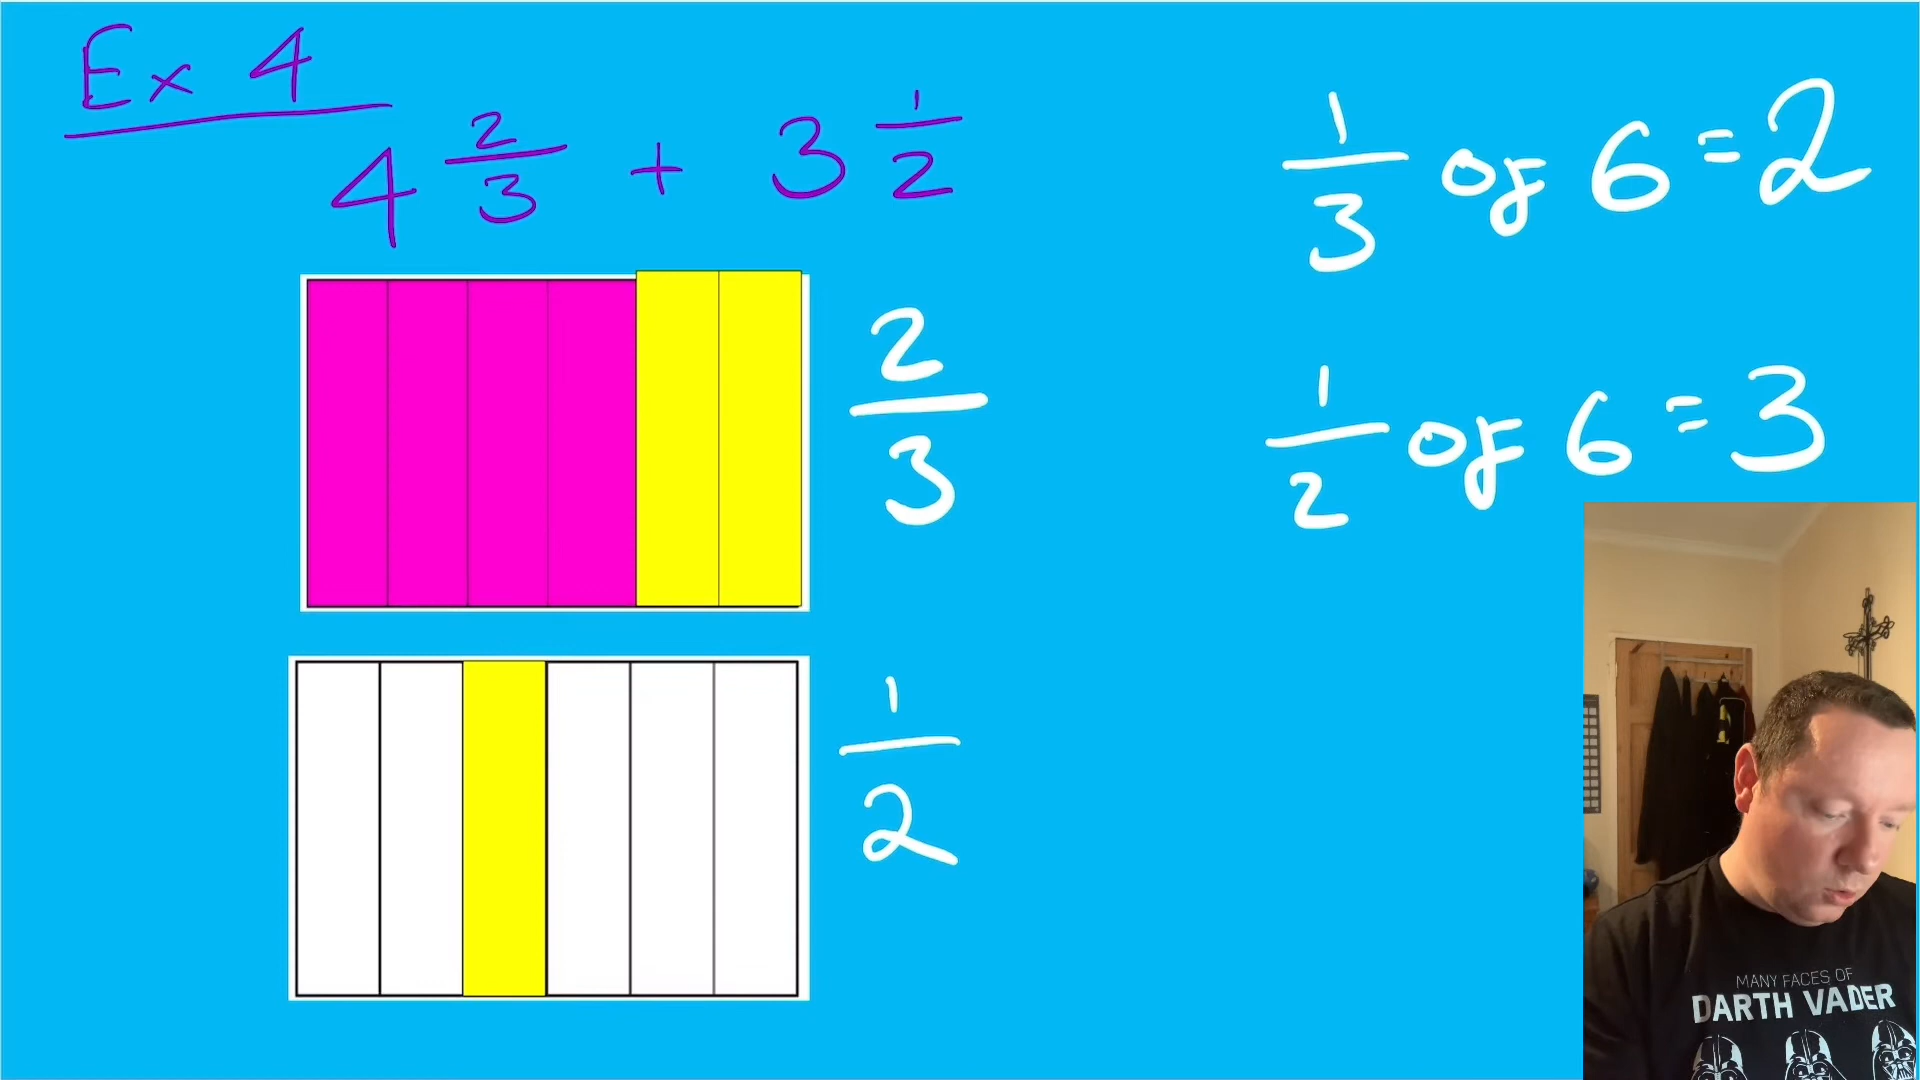 Ex 4
4 2/3 + 3 1/2
1/3 of 6 = 2
2/3
1/2 of 6 = 3
1/2
MANY FACES OF
DARTH VADER